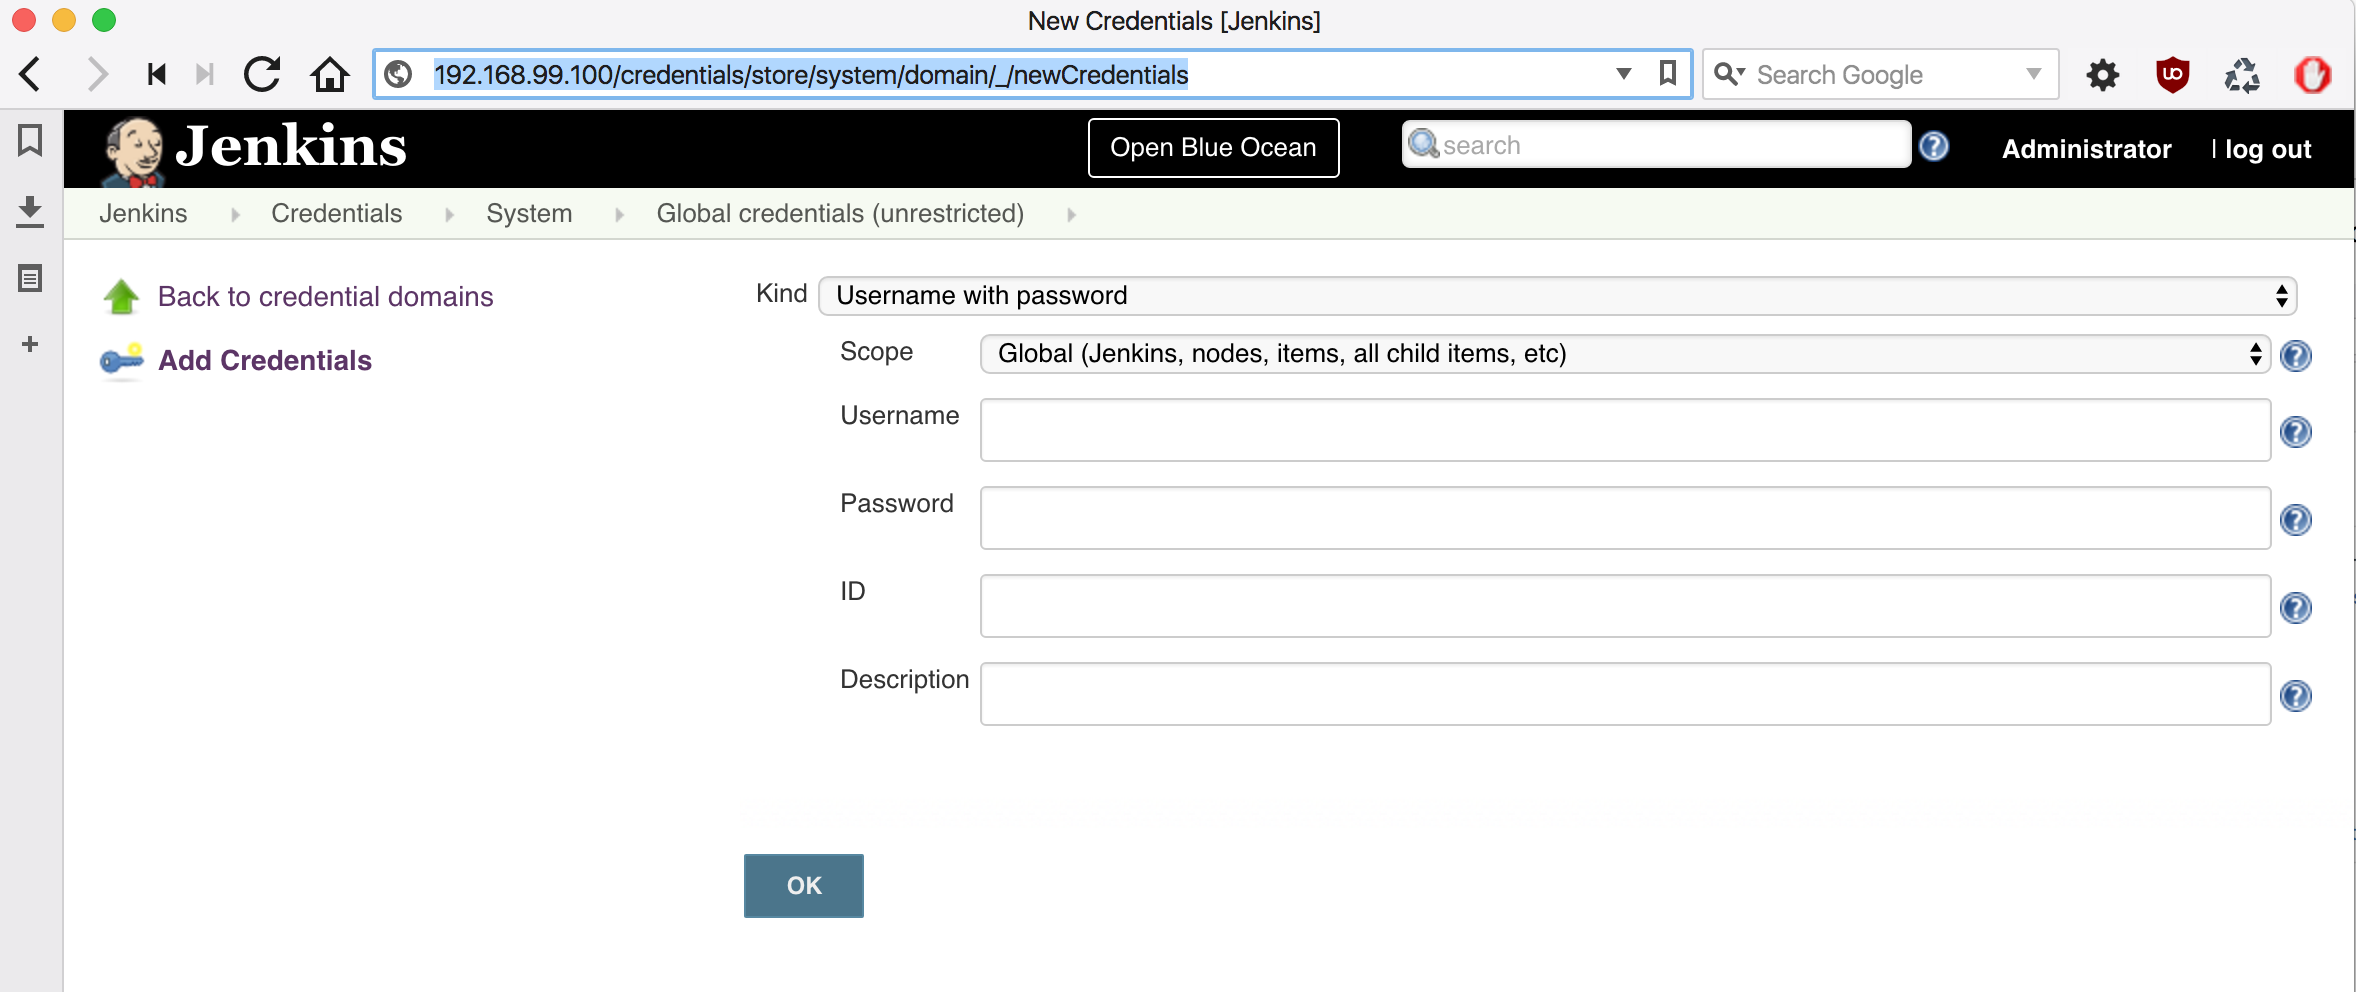 New Credentials [Jenkins]
192.168.99.100/credentials/store/system/domain/_/newCredentials
Search Google
Jenkins
Open Blue Ocean
search
Administrator
| log out
Jenkins
Credentials
System
Global credentials (unrestricted)
Back to credential domains
Add Credentials
Kind
Username with password
Scope
Global (Jenkins, nodes, items, all child items, etc)
Username
Password
ID
Description
OK